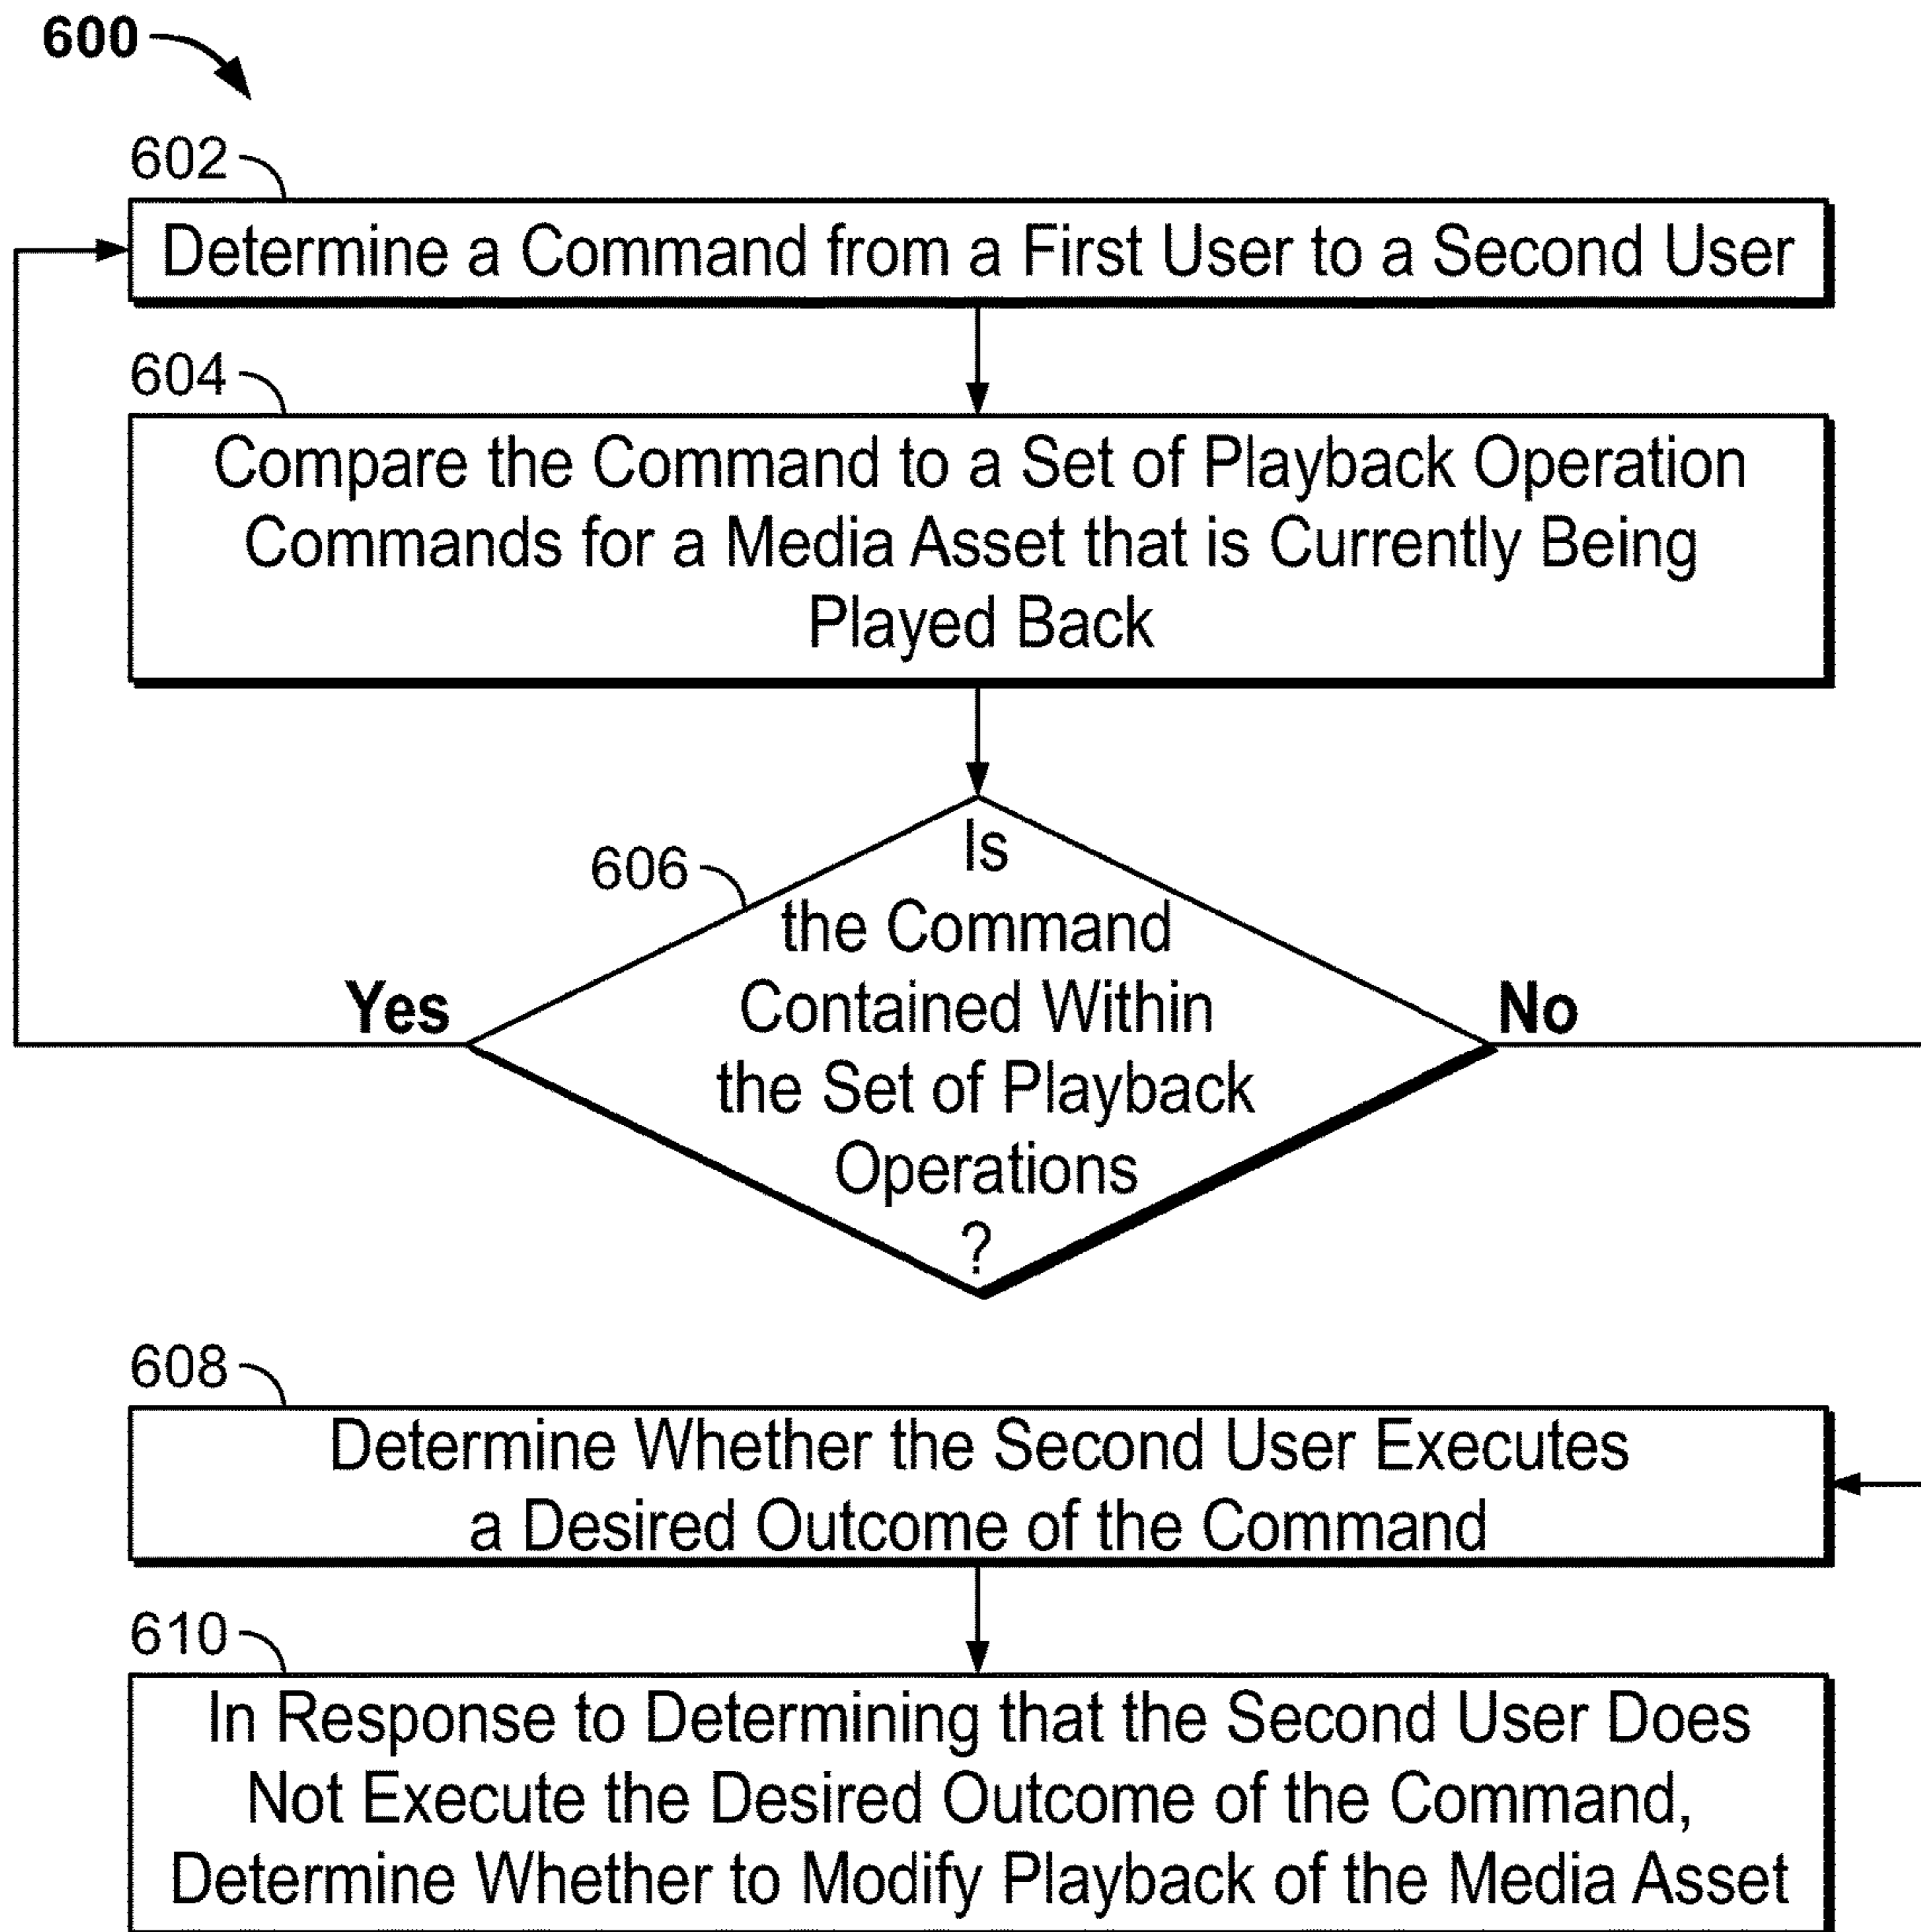 600
602
Determine a Command from a First User to a Second User
604
Compare the Command to a Set of Playback Operation
Commands for a Media Asset that is Currently Being
Played Back
606
Is
the Command
Contained Within
the Set of Playback
Operations
?
Yes
No
608
Determine Whether the Second User Executes
a Desired Outcome of the Command
610
In Response to Determining that the Second User Does
Not Execute the Desired Outcome of the Command,
Determine Whether to Modify Playback of the Media Asset